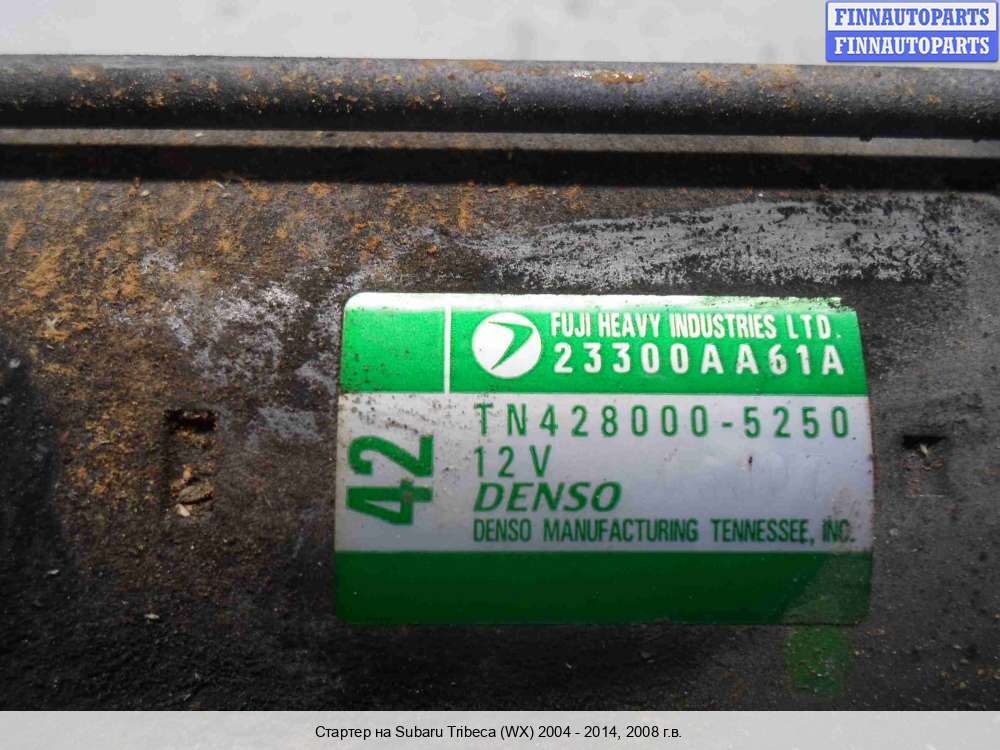 FINNAUTOPARTS
FINNAUTOPARTS
FUJI HEAVY INDUSTRIES LTD.
23300AA61A
42
TN428000-5250
12V
DENSO
DENSO MANUFACTURING TENNESSEE, INC.
Стартер на Subaru Tribeca (WX) 2004 - 2014, 2008 г.в.